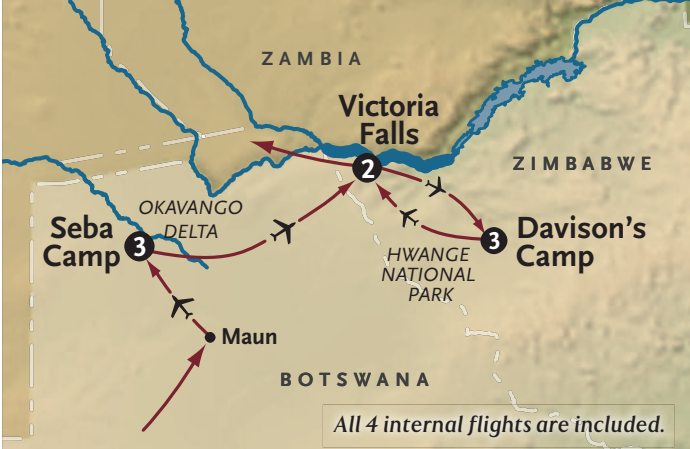 ZAMBIA
Victoria
Falls
2
ZIMBABWE
OKAVANGO
DELTA
Seba
Camp
3
3
Davison's
Camp
HWANGE
NATIONAL
PARK
Maun
BOTSWANA
All 4 internal flights are included.